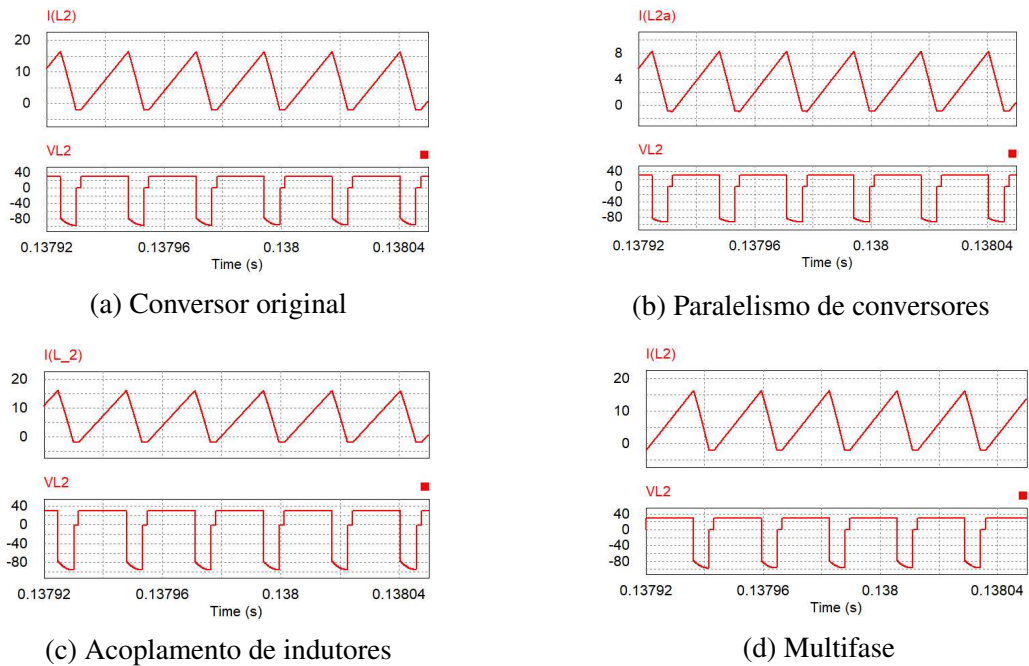 I(L2)
20
10
0
VL2
40
0
-40
-80
0.13792 0.13796 0.138 0.13804
Time (s)
(a) Conversor original
I(L2a)
8
4
0
VL2
40
0
-40
-80
0.13792 0.13796 0.138 0.13804
Time (s)
(b) Paralelismo de conversores
I(L_2)
20
10
0
VL2
40
0
-40
-80
0.13792 0.13796 0.138 0.13804
Time (s)
(c) Acoplamento de indutores
I(L2)
20
10
0
VL2
40
0
-40
-80
0.13792 0.13796 0.138 0.13804
Time (s)
(d) Multifase